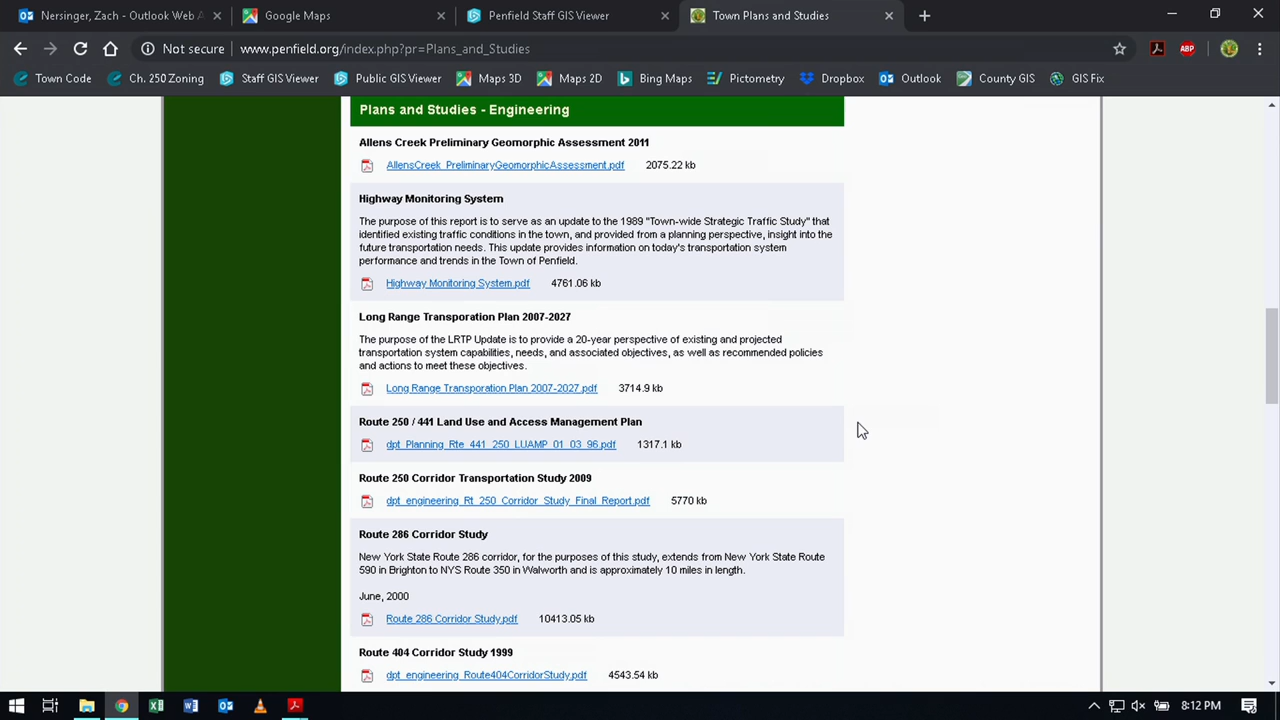 Nersinger, Zach - Outlook Web A
Google Maps
Penfield Staff GIS Viewer
Town Plans and Studies
Not secure
www.penfield.org/index.php?pr=Plans_and_Studies
ABP
Town Code
Ch. 250 Zoning
Staff GIS Viewer
Public GIS Viewer
Maps 3D
Maps 2D
Bing Maps
Pictometry
Dropbox
Outlook
County GIS
GIS Fix
Plans and Studies - Engineering
Allens Creek Preliminary Geomorphic Assessment 2011
AllensCreek_PreliminaryGeomorphicAssessment.pdf 2075.22 kb
Highway Monitoring System
The purpose of this report is to serve as an update to the 1989 "Town-wide Strategic Traffic Study" that
identified existing traffic conditions in the town, and provided from a planning perspective, insight into the
future transportation needs. This update provides information on today's transportation system
performance and trends in the Town of Penfield.
Highway Monitoring System.pdf 4761.06 kb
Long Range Transporation Plan 2007-2027
The purpose of the LRTP Update is to provide a 20-year perspective of existing and projected
transportation system capabilities, needs, and associated objectives, as well as recommended policies
and actions to meet these objectives.
Long Range Transporation Plan 2007-2027.pdf 3714.9 kb
Route 250 / 441 Land Use and Access Management Plan
dpt_Planning_Rte_441_250_LUAMP_01_03_96.pdf 1317.1 kb
Route 250 Corridor Transportation Study 2009
dpt_engineering_Rt_250_Corridor_Study_Final_Report.pdf 5770 kb
Route 286 Corridor Study
New York State Route 286 corridor, for the purposes of this study, extends from New York State Route
590 in Brighton to NYS Route 350 in Walworth and is approximately 10 miles in length.
June, 2000
Route 286 Corridor Study.pdf 10413.05 kb
Route 404 Corridor Study 1999
dpt_engineering_Route404CorridorStudy.pdf 4543.54 kb
8:12 PM